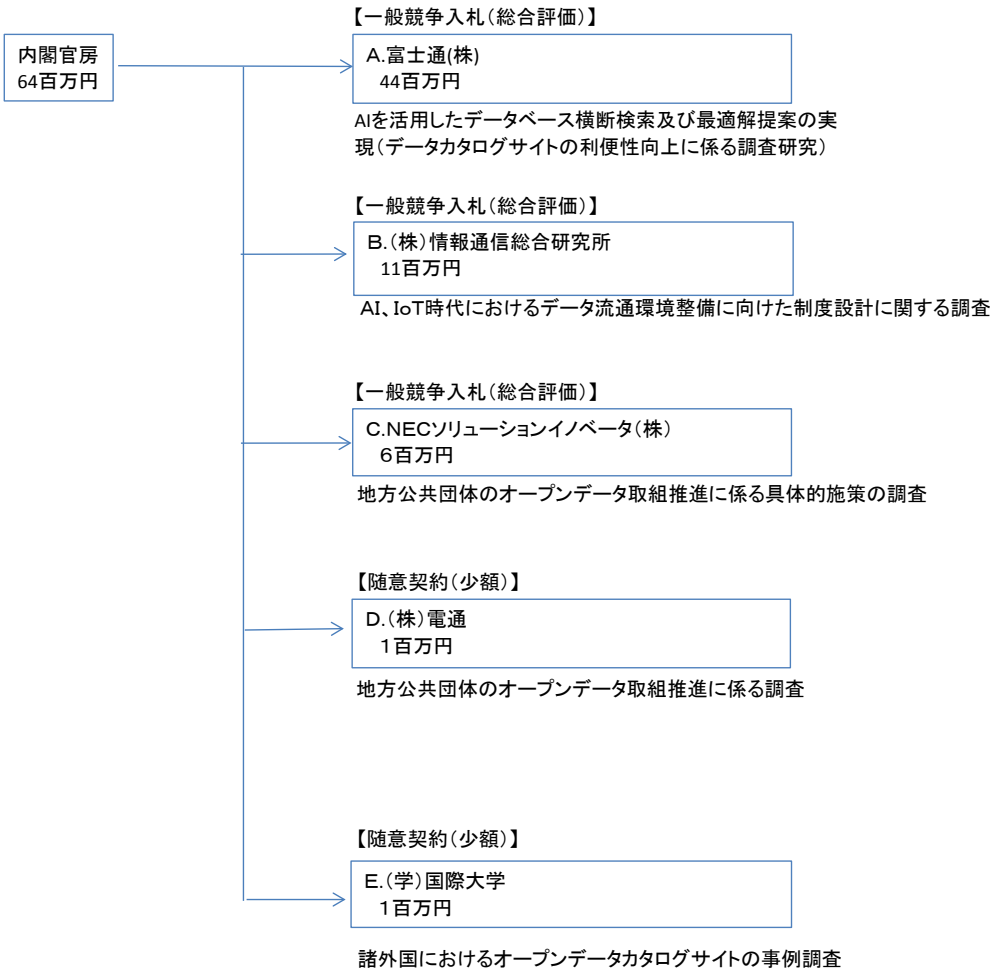 内閣官房
64百万円
【一般競争入札(総合評価)】
A.富士通(株)
44百万円
AIを活用したデータベース横断検索及び最適解提案の実
現(データカタログサイトの利便性向上に係る調査研究)
【一般競争入札(総合評価)】
B.(株)情報通信総合研究所
11百万円
AI、IoT時代におけるデータ流通環境整備に向けた制度設計に関する調査
【一般競争入札(総合評価)】
C.NECソリューションイノベータ(株)
6百万円
地方公共団体のオープンデータ取組推進に係る具体的施策の調査
【随意契約(少額)】
D.(株)電通
1百万円
地方公共団体のオープンデータ取組推進に係る調査
【随意契約(少額)】
E.(学)国際大学
1百万円
諸外国におけるオープンデータカタログサイトの事例調査